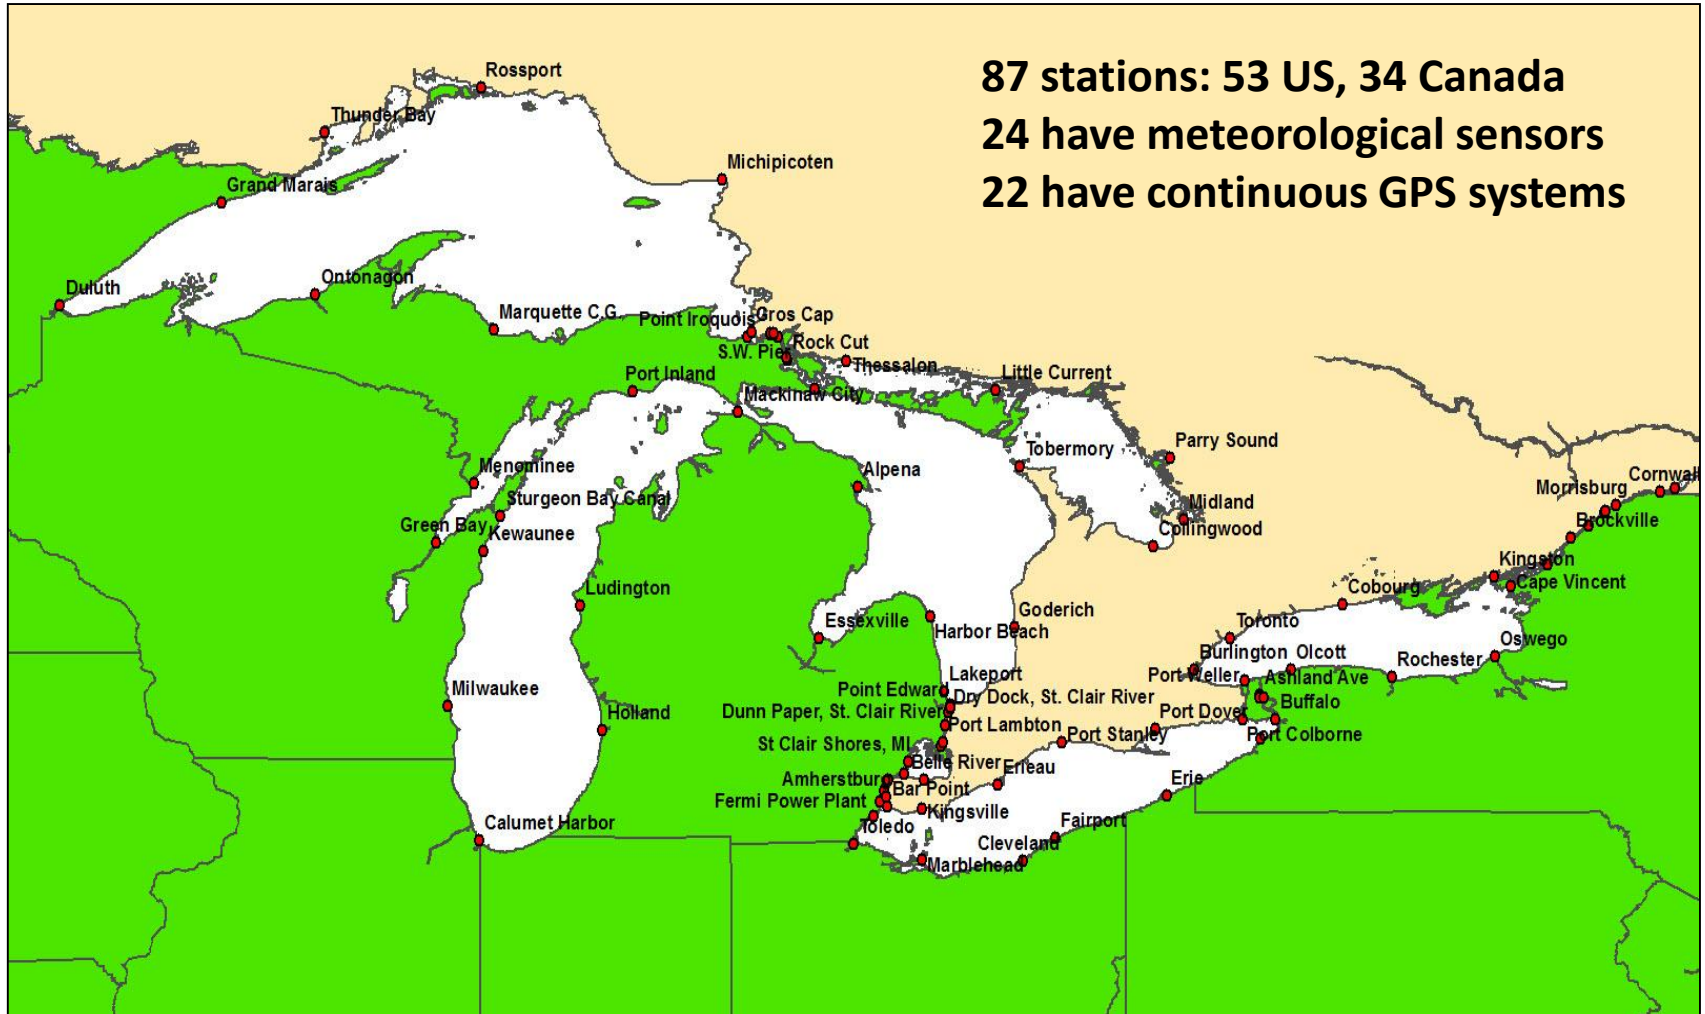 87 stations: 53 US, 34 Canada
24 have meteorological sensors
22 have continuous GPS systems
Rossport
Thunder Bay
Michipicoten
Grand Marais
Duluth
Ontonagon
Marquette C.G.
Point Iroquois
Gros Cap
S.W. Pier
Rock Cut
Thessalon
Little Current
Port Inland
Mackinaw City
Parry Sound
Tobermory
Menominee
Alpena
Cornwall
Sturgeon Bay Canal
Morrisburg
Midland
Green Bay
Kewaunee
Collingwood
Brockville
Kingston
Cape Vincent
Ludington
Cobourg
Essexville
Harbor Beach
Goderich
Toronto
Oswego
Burlington
Olcott
Rochester
Lakeport
Port Weller
Ashland Ave
Milwaukee
Point Edward
Dry Dock, St. Clair River
Buffalo
Holland
Dunn Paper, St. Clair River
Port Lambton
Port Dover
Port Stanley
Port Colborne
St Clair Shores, MI
Belle River
Erieau
Erie
Amherstburg
Bar Point
Fermi Power Plant
Kingsville
Calumet Harbor
Toledo
Fairport
Cleveland
Marblehead